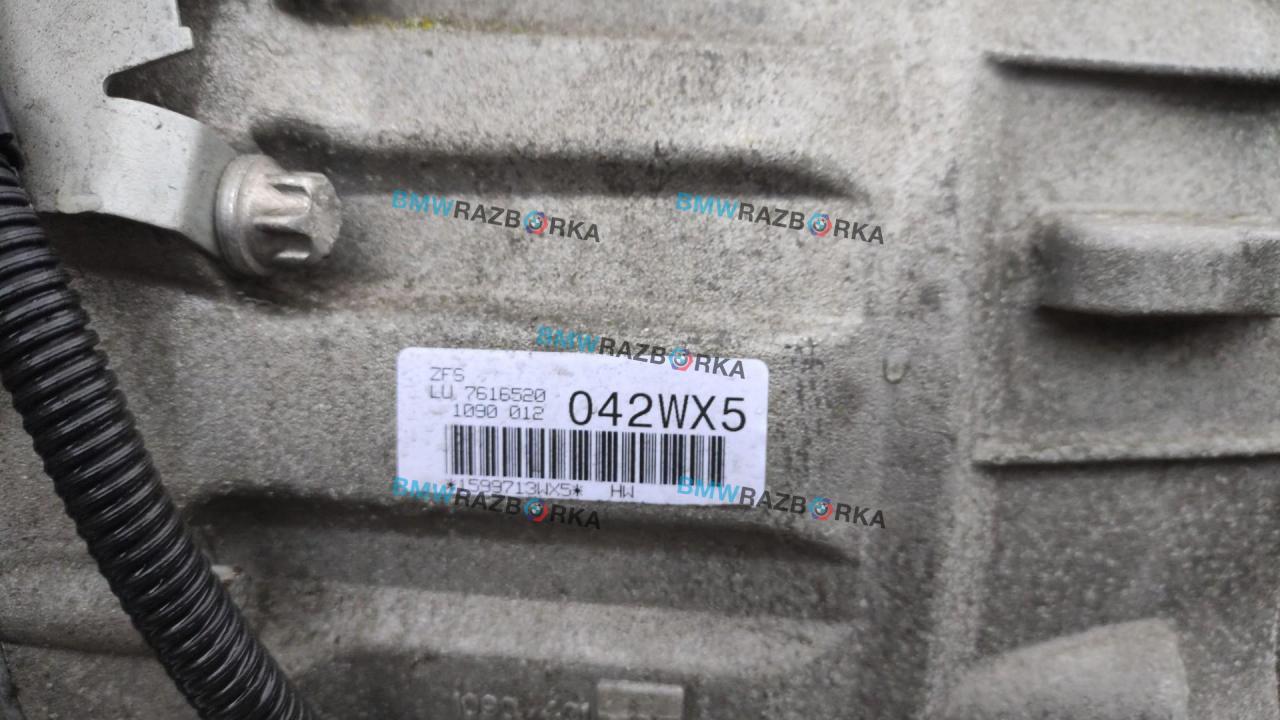 BMWRAZBORKA
BMWRAZBORKA
BMWRAZBORKA
ZFS
LU 7616520
1090 012 042WX5
*1599713WX5* HW
BMWRAZBORKA
BMWRAZBORKA